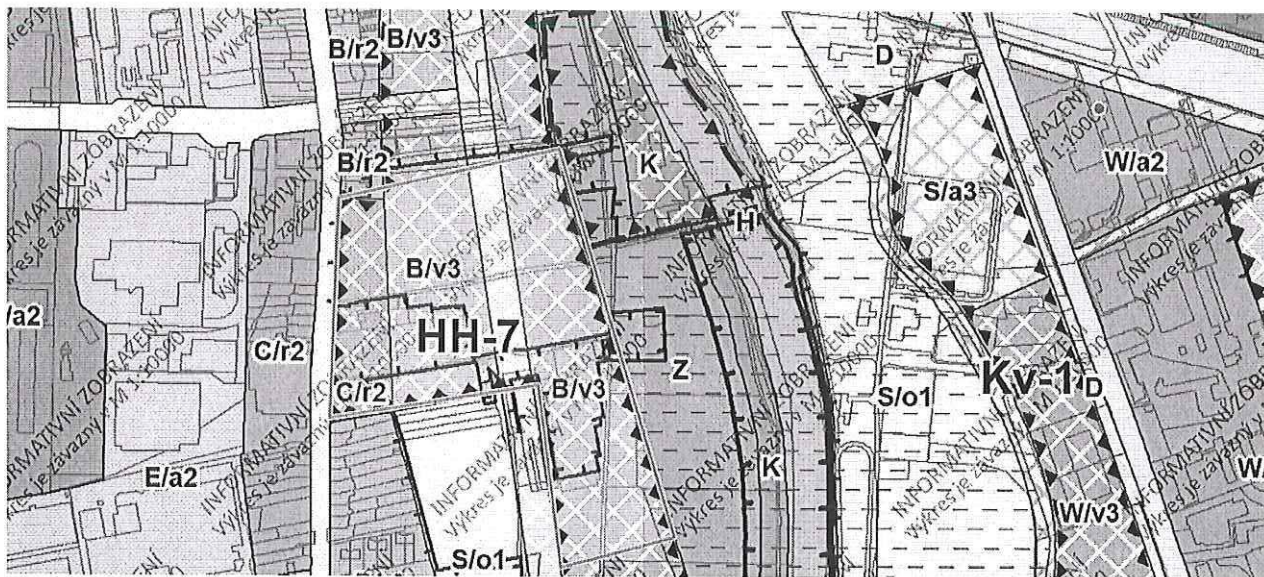 B/r2
B/v3
D
B/r2
K
W/a2
S/a3
H
B/v3
/a2
HH-7
C/r2
Z
Kv-1
D
C/r2
B/v3
S/o1
K
E/a2
W/v3
S/o1
W/
INFORMATIVNÍ ZOBRAZENÍ
Výkres je závazný v M 1:10000